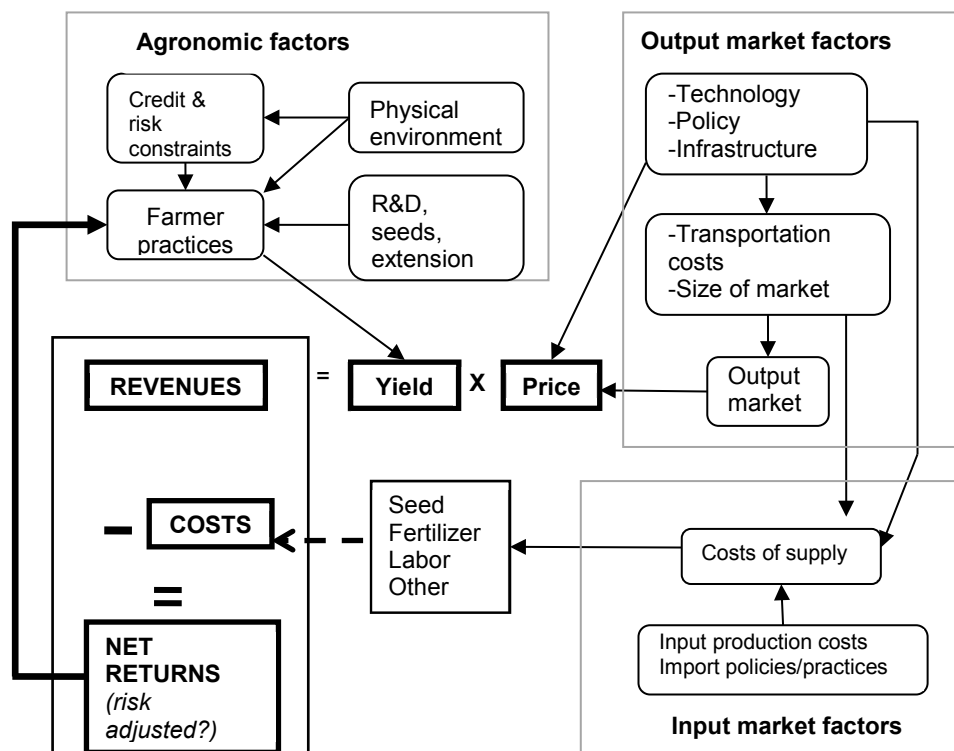 Agronomic factors
Credit &
risk
constraints
Physical
environment
Farmer
practices
R&D,
seeds,
extension
Output market factors
-Technology
-Policy
-Infrastructure
-Transportation
costs
-Size of market
Output
market
REVENUES
=
Yield
X
Price
-
COSTS
Seed
Fertilizer
Labor
Other
Costs of supply
=
NET
RETURNS
(risk
adjusted?)
Input production costs
Import policies/practices
Input market factors